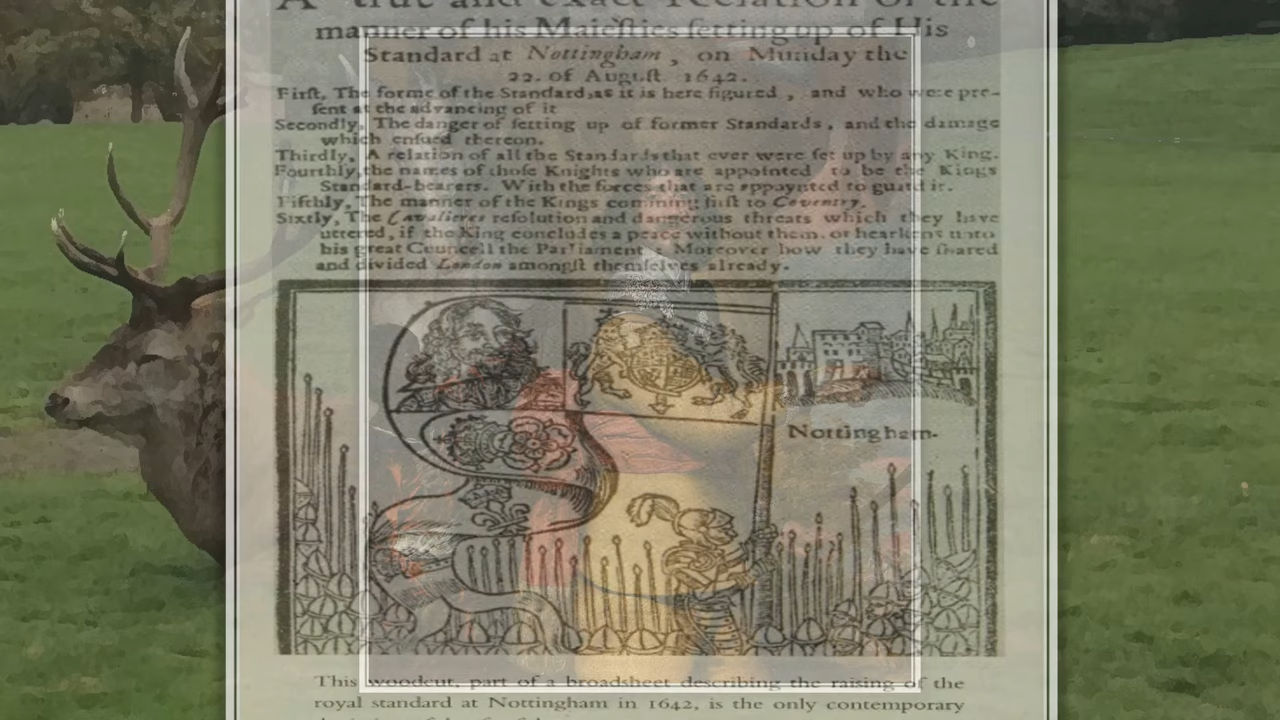 A true and exact Relation of the
manner of his Maiesties setting up of His
Standard at Nottingham, on Munday the
22. of August 1642.
First, The forme of the Standard, as it is here figured, and who were pre-
sent at the advancing of it
Secondly, The danger of setting up of former Standards, and the damage
which ensued thereon.
Thirdly, A relation of all the Standards that ever were set up by any King.
Fourthly, the names of those Knights who are appointed to be the Kings
Standard-bearers. With the forces that are appoynted to guard it.
Fifthly, The manner of the Kings comming first to Coventry.
Sixtly, The Cavalieres resolution and dangerous threats which they have
uttered, if the King concludes a peace without them, or hearkens unto
his great Councell the Parliament: Moreover how they have shared
and divided London amongst themselves already.
Nottingham.
This woodcut, part of a broadsheet describing the raising of the
royal standard at Nottingham in 1642, is the only contemporary